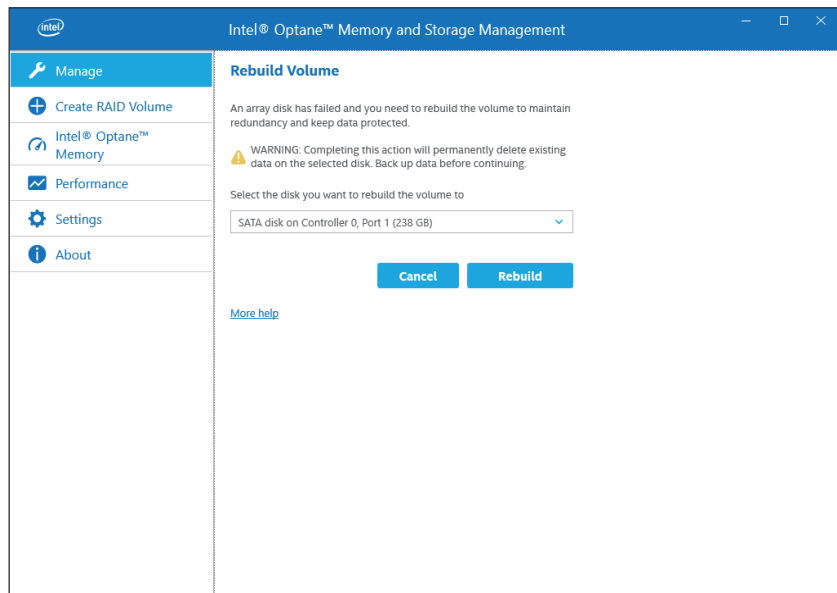 intel
Intel® Optane™ Memory and Storage Management
Manage
Create RAID Volume
Intel® Optane™
Memory
Performance
Settings
About
Rebuild Volume
An array disk has failed and you need to rebuild the volume to maintain
redundancy and keep data protected.
WARNING: Completing this action will permanently delete existing
data on the selected disk. Back up data before continuing.
Select the disk you want to rebuild the volume to
SATA disk on Controller 0, Port 1 (238 GB)
Cancel
Rebuild
More help